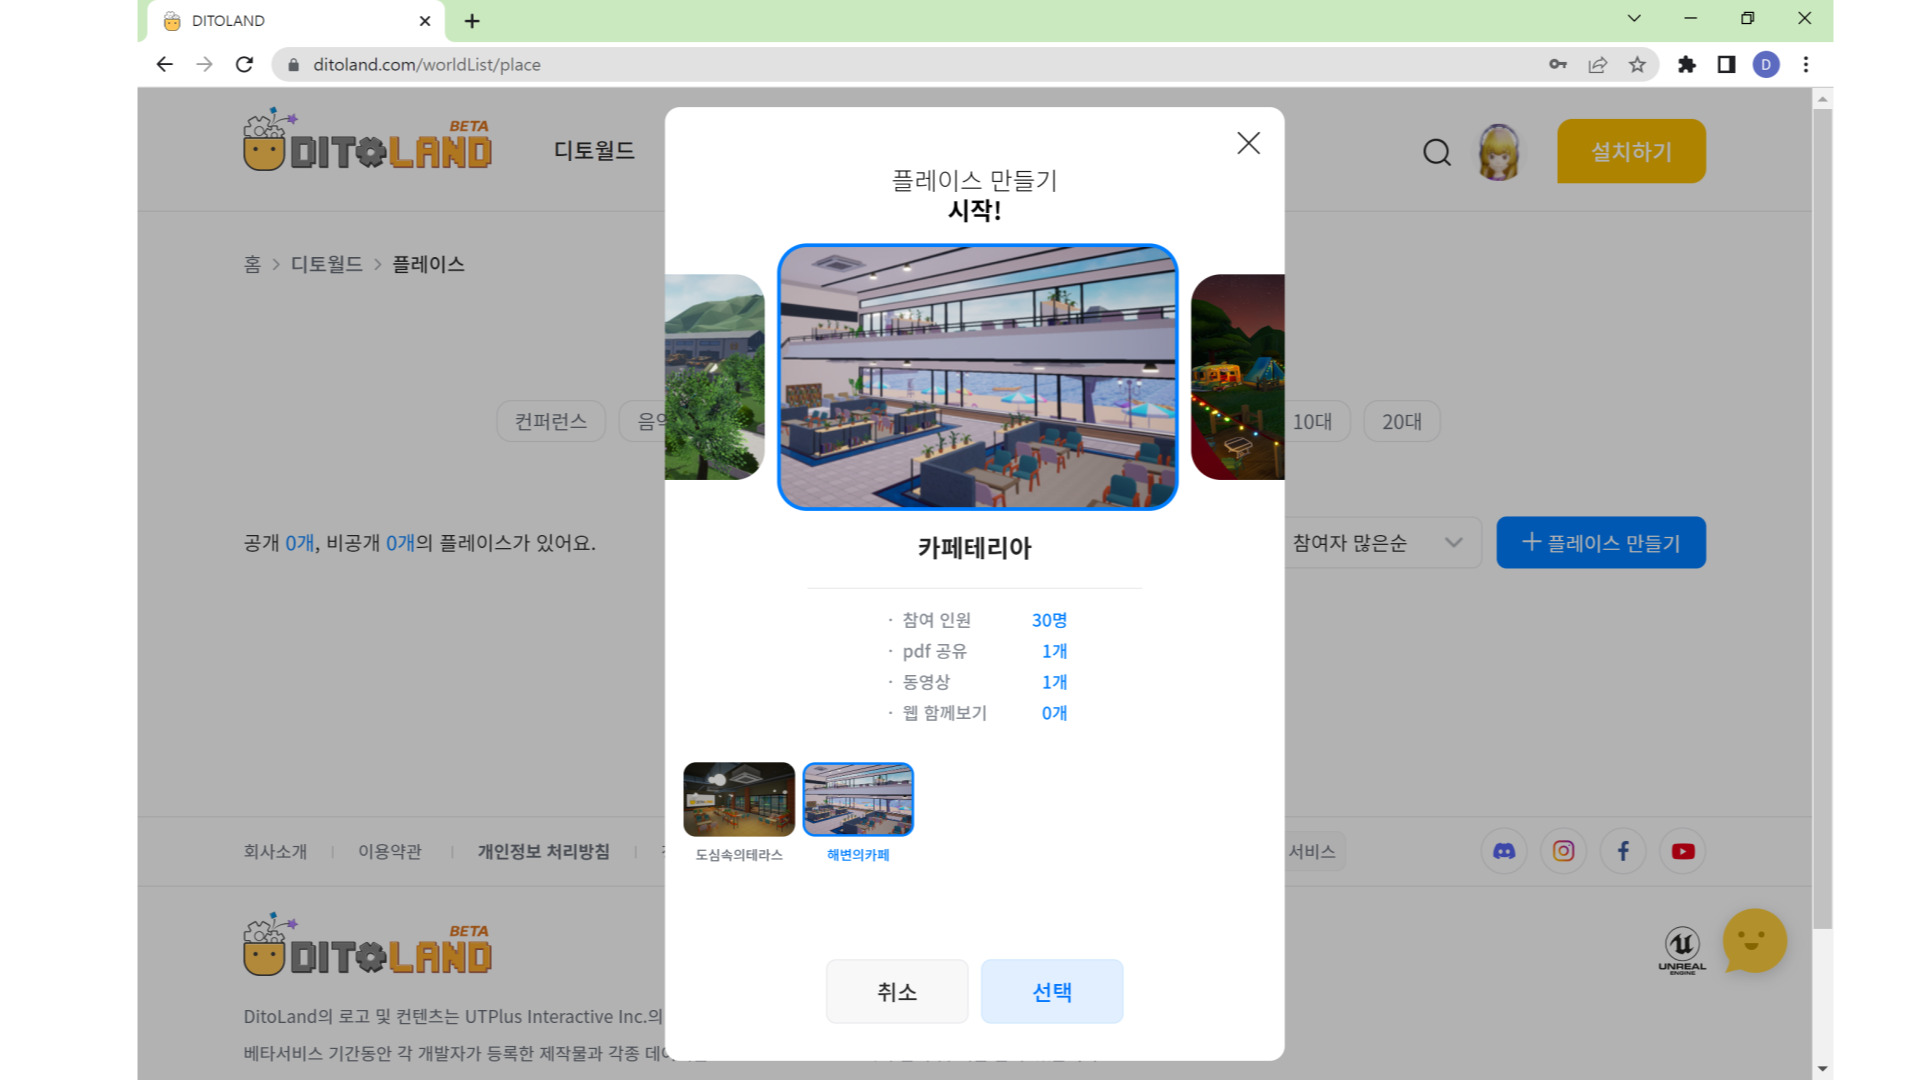 DITOLAND
ditoland.com/worldList/place
BETA
DITOLAND
디토월드
설치하기
홈 > 디토월드 > 플레이스
컨퍼런스
10대
20대
공개 0개, 비공개 0개의 플레이스가 있어요.
참여자 많은순
+ 플레이스 만들기
플레이스 만들기
시작!
카페테리아
· 참여 인원 30명
· pdf 공유 1개
· 동영상 1개
· 웹 함께보기 0개
도심속의테라스
해변의카페
취소
선택
회사소개 | 이용약관 | 개인정보 처리방침 |
서비스
BETA
DITOLAND
UNREAL
ENGINE
DitoLand의 로고 및 컨텐츠는 UTPlus Interactive Inc.의
베타서비스 기간동안 각 개발자가 등록한 제작물과 각종
D